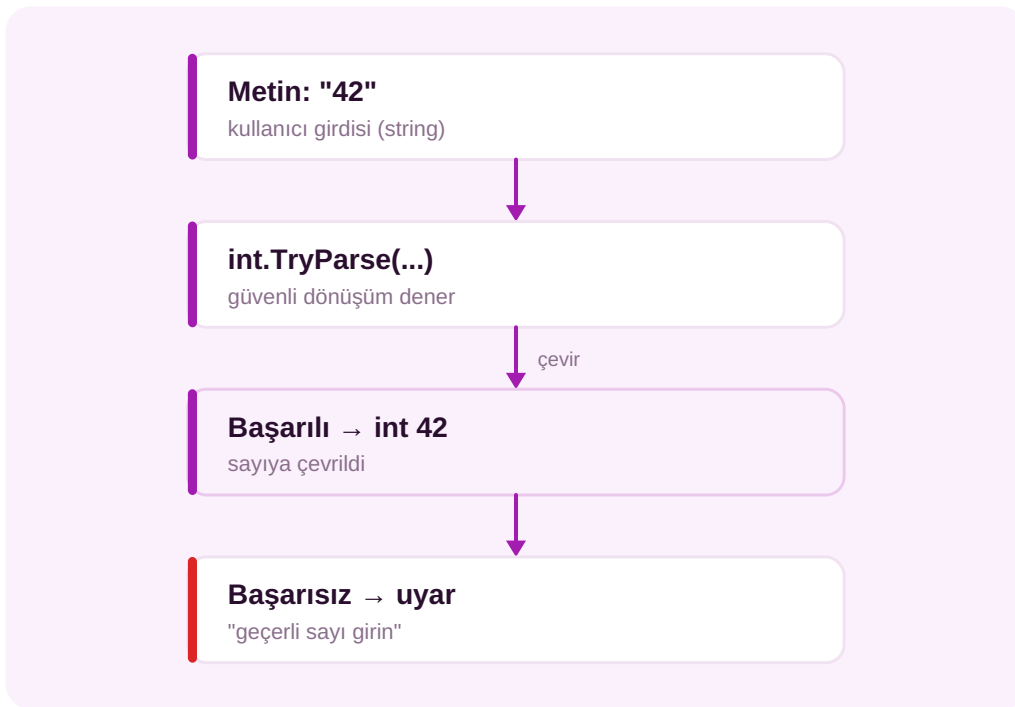 Metin: "42"
kullanıcı girdisi (string)
int.TryParse(...)
güvenli dönüşüm dener
çevir
Başarılı → int 42
sayıya çevrildi
Başarısız → uyar
"geçerli sayı girin"